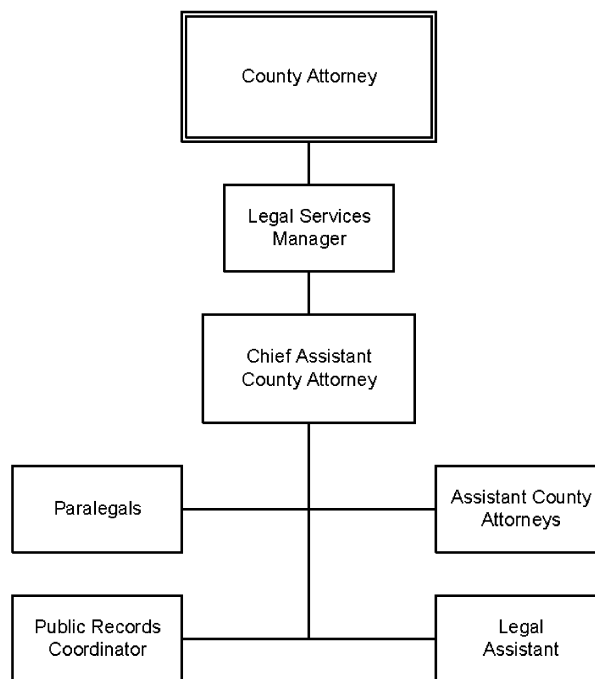 County Attorney
Legal Services
Manager
Chief Assistant
County Attorney
Paralegals
Assistant County
Attorneys
Public Records
Coordinator
Legal
Assistant